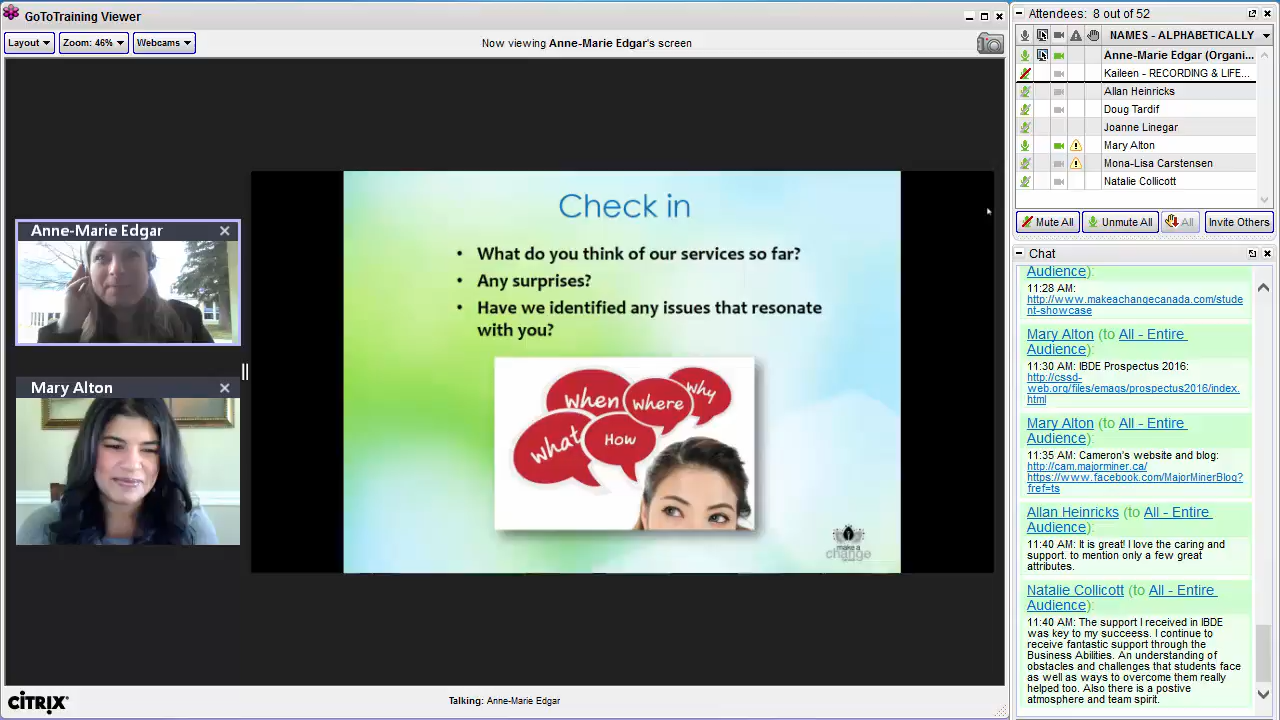 GoToTraining Viewer
Layout
Zoom: 46%
Webcams
Now viewing Anne-Marie Edgar's screen
Anne-Marie Edgar
Mary Alton
Check in
• What do you think of our services so far?
• Any surprises?
• Have we identified any issues that resonate
with you?
when
where
why
what
How
make a
change
CİTRIX®
Talking: Anne-Marie Edgar
Attendees: 8 out of 52
NAMES - ALPHABETICALLY
Anne-Marie Edgar (Organi...
Kaileen - RECORDING & LIFE...
Allan Heinricks
Doug Tardif
Joanne Linegar
Mary Alton
Mona-Lisa Carstensen
Natalie Collicott
Mute All
Unmute All
All
Invite Others
Chat
Audience):
11:28 AM:
http://www.makeachangecanada.com/stude
nt-showcase
Mary Alton (to All - Entire
Audience):
11:30 AM: IBDE Prospectus 2016:
http://cssd-
web.org/files/emags/prospectus2016/index.
html
Mary Alton (to All - Entire
Audience):
11:35 AM: Cameron's website and blog:
http://cam.majorminer.ca/
https://www.facebook.com/MajorMinerBlog?
fref=ts
Allan Heinricks (to All - Entire
Audience):
11:40 AM: It is great! I love the caring and
support. to mention only a few great
attributes.
Natalie Collicott (to All - Entire
Audience):
11:40 AM: The support I received in IBDE
was key to my succeess. I continue to
receive fantastic support through the
Business Abilities. An understanding of
obstacles and challenges that students face
as well as ways to overcome them really
helped too. Also there is a postive
atmosphere and team spirit.